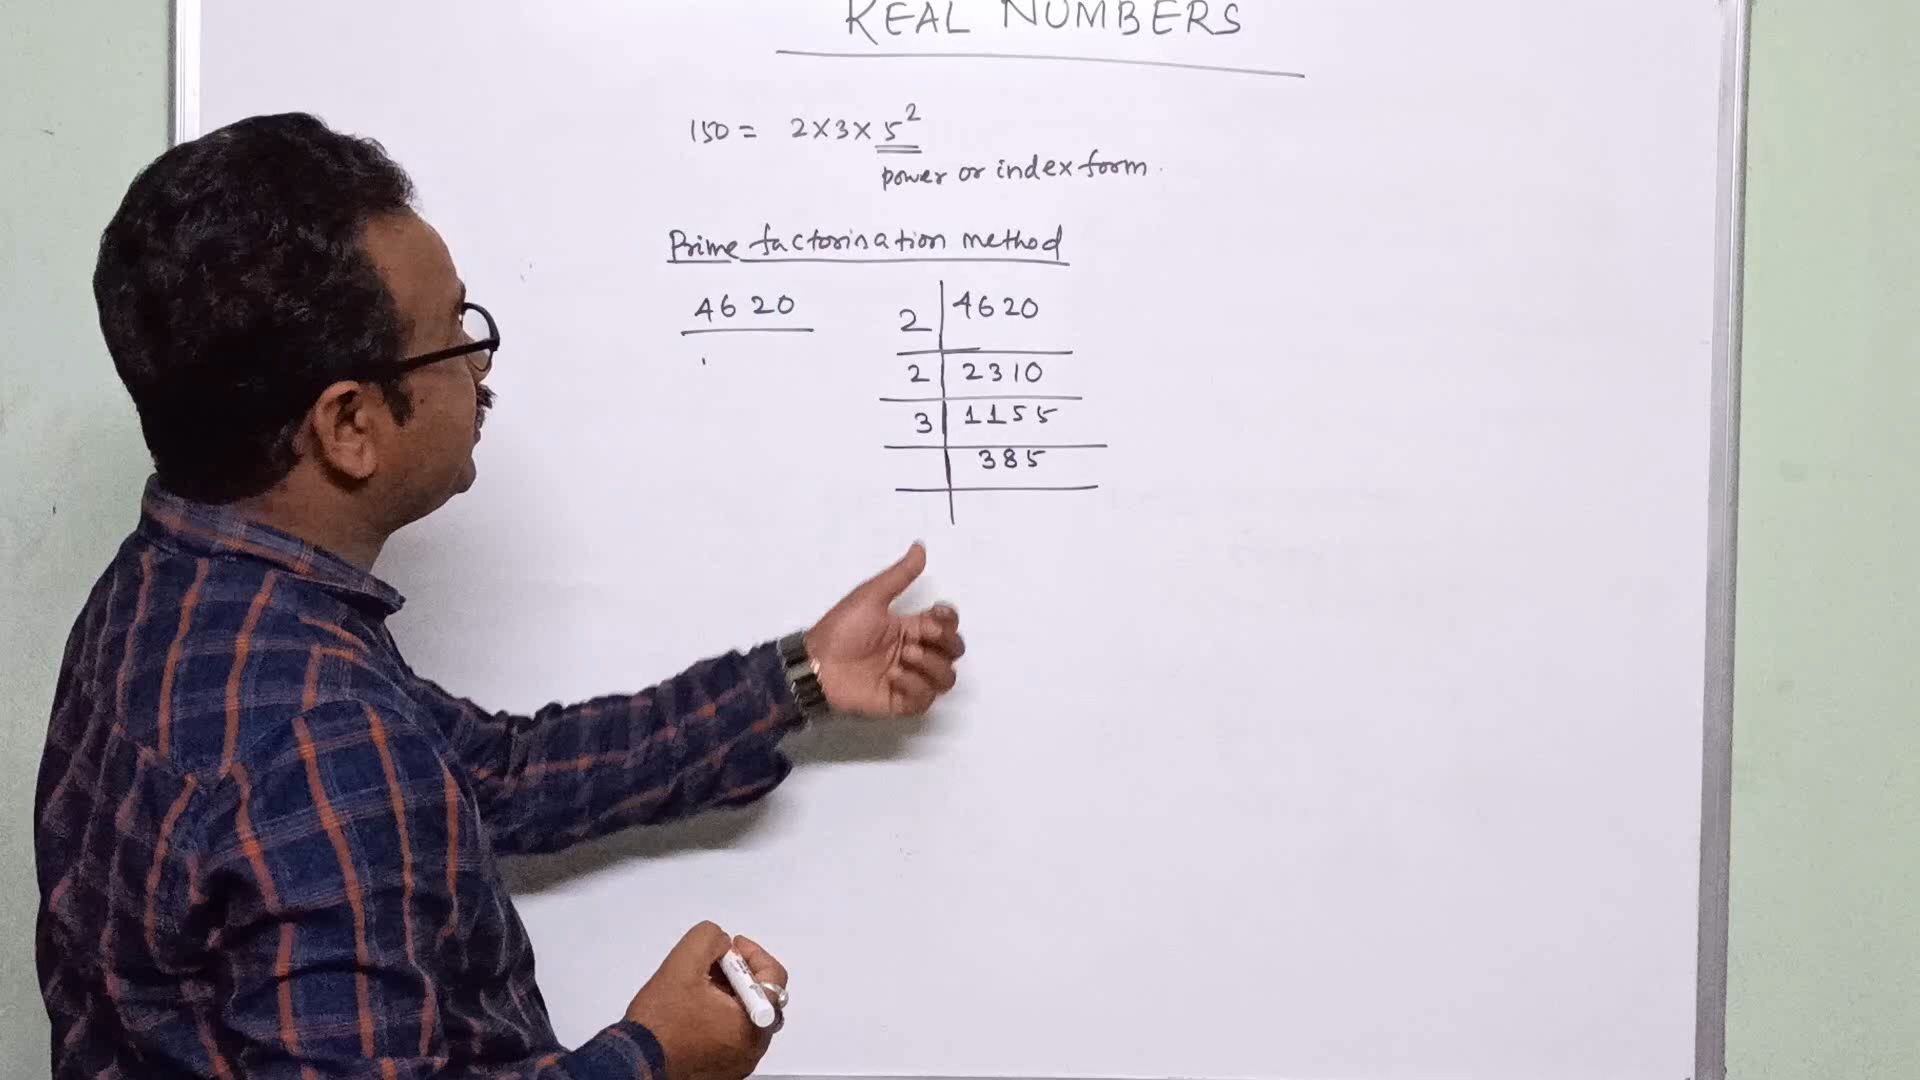 REAL NUMBERS
150 = 2×3×5²
power or index form.
Prime factorisation method
4620
2 | 4620
2 | 2310
3 | 1155
385